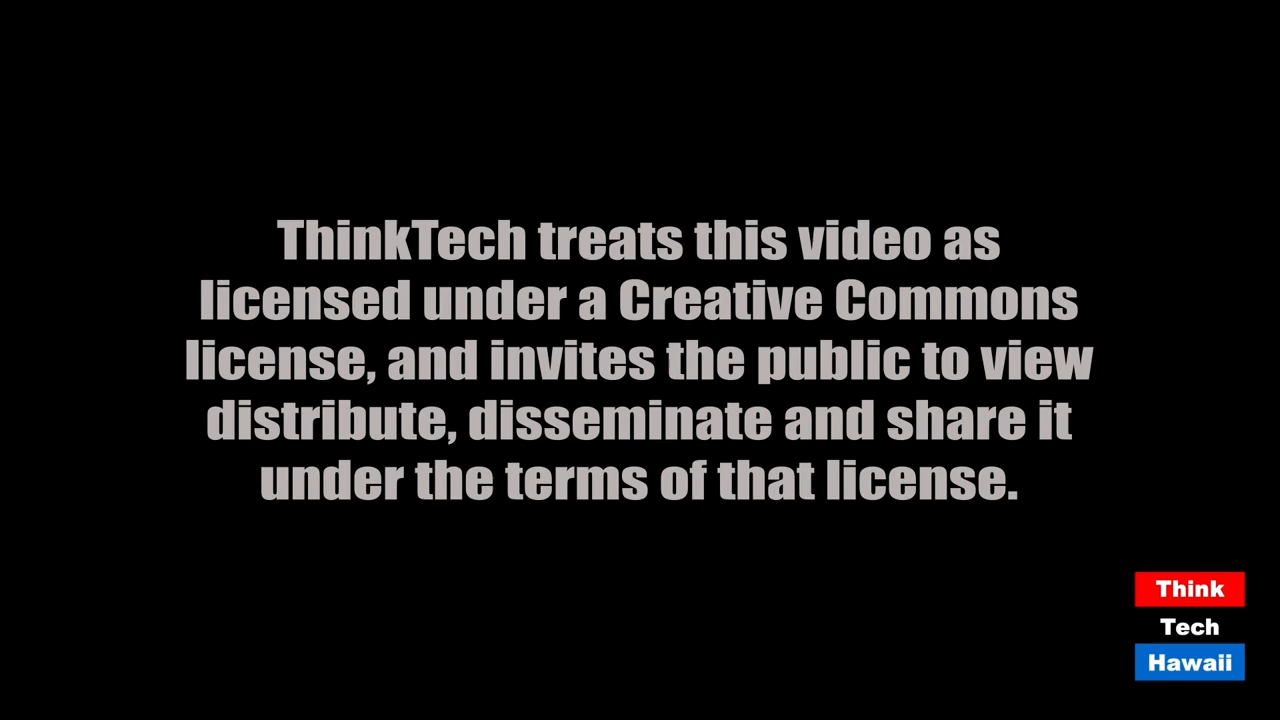 ThinkTech treats this video as
licensed under a Creative Commons
license, and invites the public to view
distribute, disseminate and share it
under the terms of that license.
Think
Tech
Hawaii